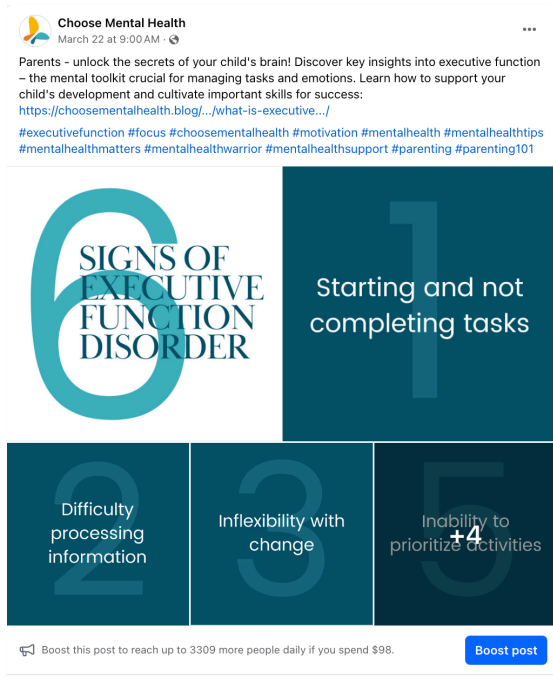 Choose Mental Health
March 22 at 9:00 AM ·
Parents - unlock the secrets of your child's brain! Discover key insights into executive function
– the mental toolkit crucial for managing tasks and emotions. Learn how to support your
child's development and cultivate important skills for success:
https://choosementalhealth.blog/.../what-is-executive.../
#executivefunction #focus #choosementalhealth #motivation #mentalhealth #mentalhealthtips
#mentalhealthmatters #mentalhealthwarrior #mentalhealthsupport #parenting #parenting101
6
SIGNS OF
EXECUTIVE
FUNCTION
DISORDER
1
Starting and not
completing tasks
2
Difficulty
processing
information
3
Inflexibility with
change
5
Inability to
prioritize activities
+4
Boost this post to reach up to 3309 more people daily if you spend $98.
Boost post